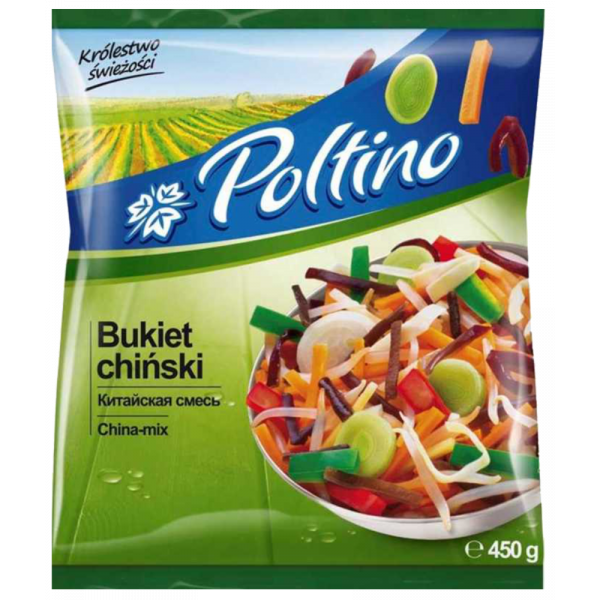 Królestwo
świeżości
Poltino
Bukiet
chiński
Китайская смесь
China-mix
℮ 450 g